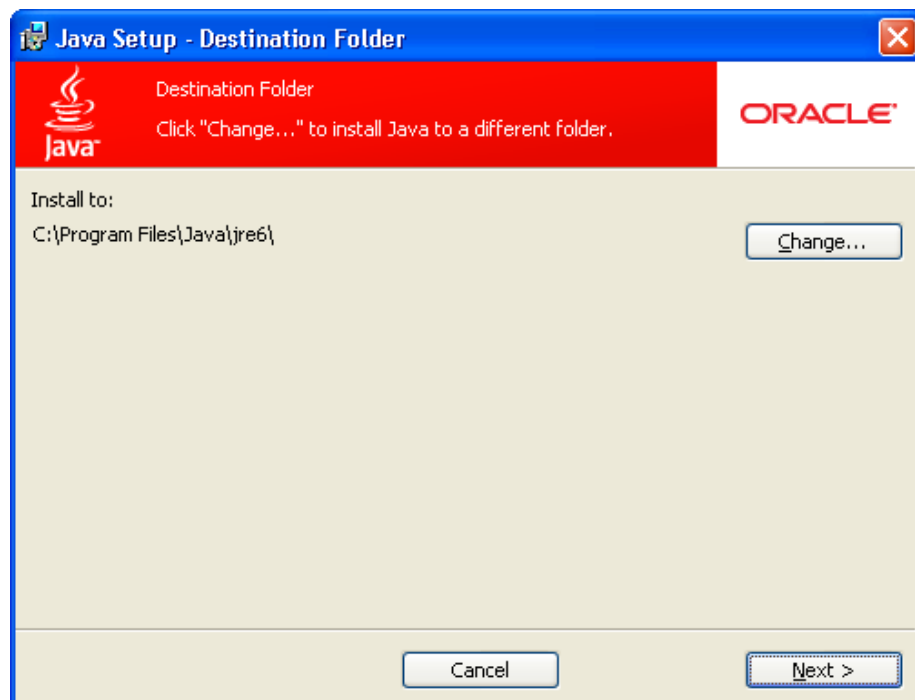 Java Setup - Destination Folder
Destination Folder
Click "Change..." to install Java to a different folder.
Java™
ORACLE®
Install to:
C:\Program Files\Java\jre6\
Change...
Cancel
Next >